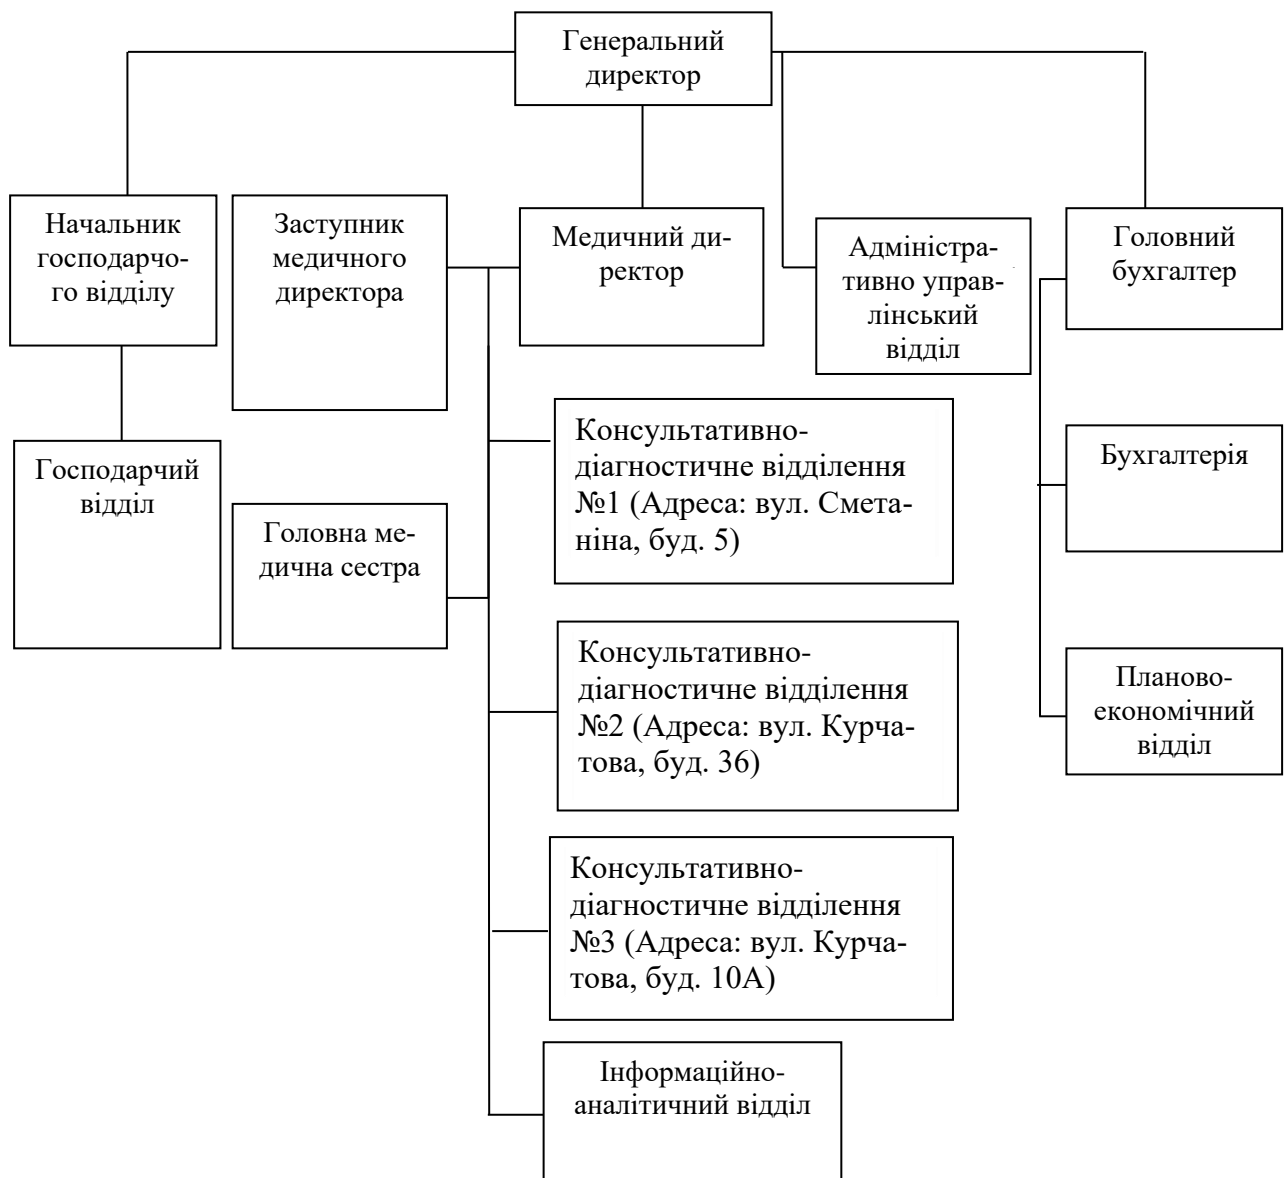 Генеральний
директор
Начальник
господарчо-
го відділу
Заступник
медичного
директора
Медичний ди-
ректор
Адміністра-
тивно управ-
лінський
відділ
Головний
бухгалтер
Господарчий
відділ
Головна ме-
дична сестра
Консультативно-
діагностичне відділення
№1 (Адреса: вул. Смета-
ніна, буд. 5)
Бухгалтерія
Консультативно-
діагностичне відділення
№2 (Адреса: вул. Курча-
това, буд. 36)
Планово-
економічний
відділ
Консультативно-
діагностичне відділення
№3 (Адреса: вул. Курча-
това, буд. 10А)
Інформаційно-
аналітичний відділ